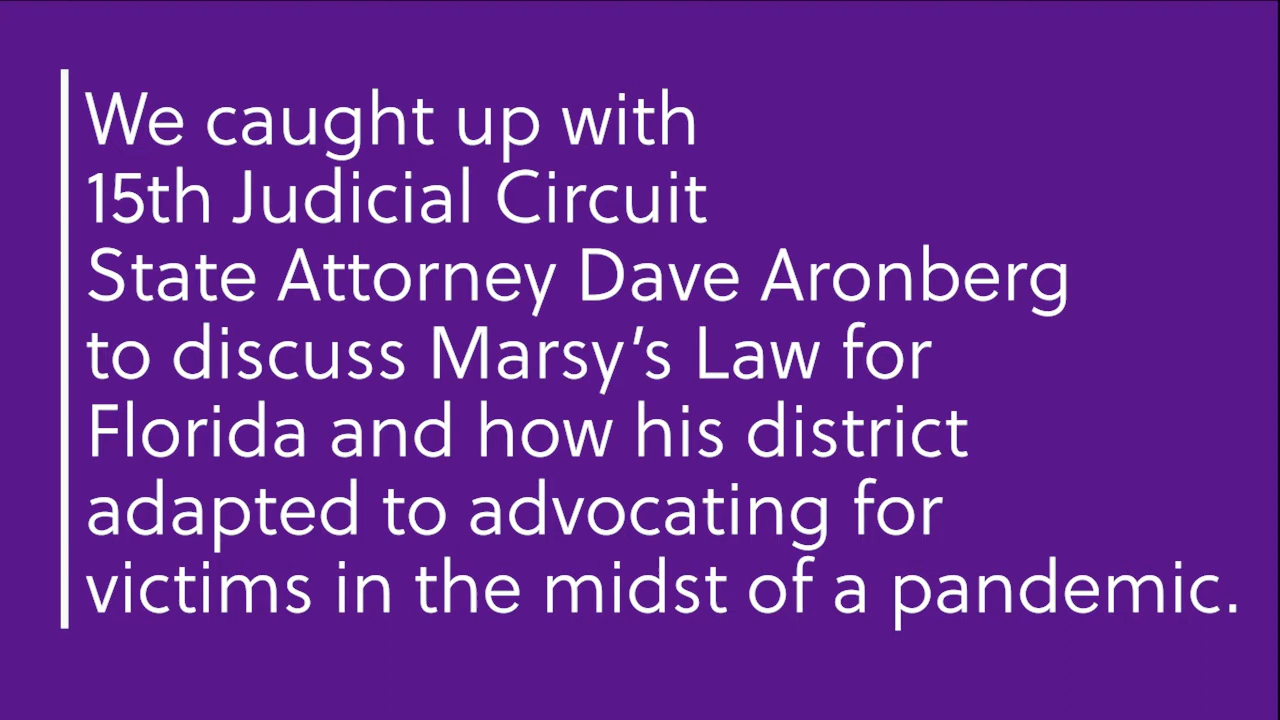 We caught up with
15th Judicial Circuit
State Attorney Dave Aronberg
to discuss Marsy’s Law for
Florida and how his district
adapted to advocating for
victims in the midst of a pandemic.